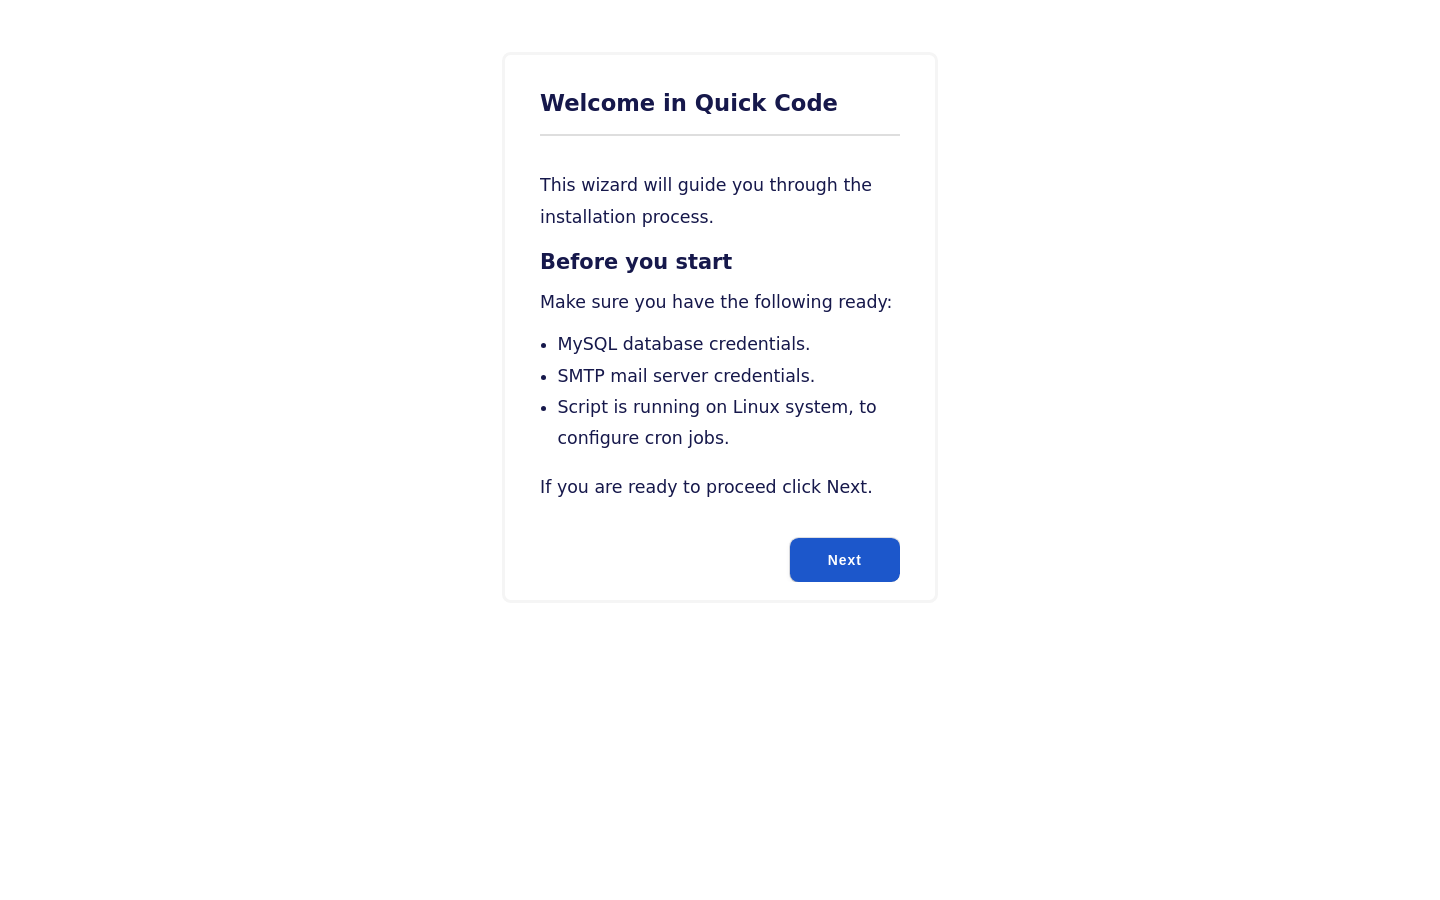 Welcome in Quick Code
This wizard will guide you through the
installation process.
Before you start
Make sure you have the following ready:
MySQL database credentials.
SMTP mail server credentials.
Script is running on Linux system, to
configure cron jobs.
If you are ready to proceed click Next.
Next